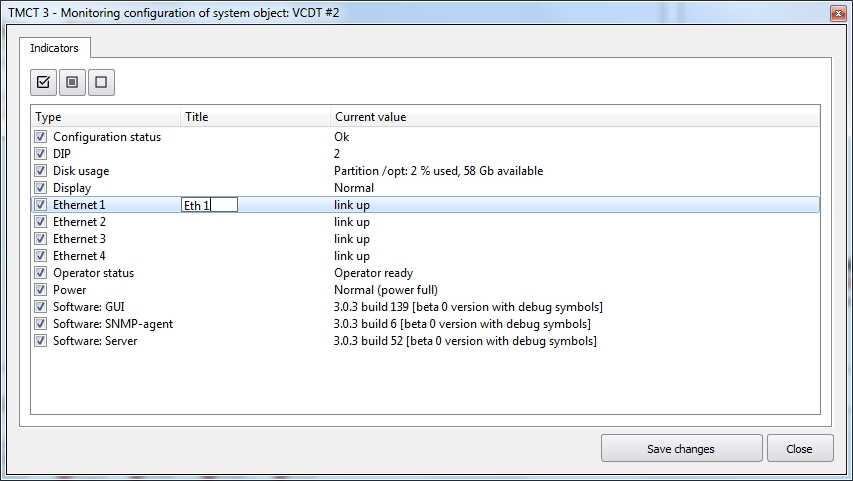 TMCT 3 - Monitoring configuration of system object: VCDT #2
Indicators
Type Title Current value
Configuration status Ok
DIP 2
Disk usage Partition /opt: 2 % used, 58 Gb available
Display Normal
Ethernet 1 Eth 1 link up
Ethernet 2 link up
Ethernet 3 link up
Ethernet 4 link up
Operator status Operator ready
Power Normal (power full)
Software: GUI 3.0.3 build 139 [beta 0 version with debug symbols]
Software: SNMP-agent 3.0.3 build 6 [beta 0 version with debug symbols]
Software: Server 3.0.3 build 52 [beta 0 version with debug symbols]
Save changes Close